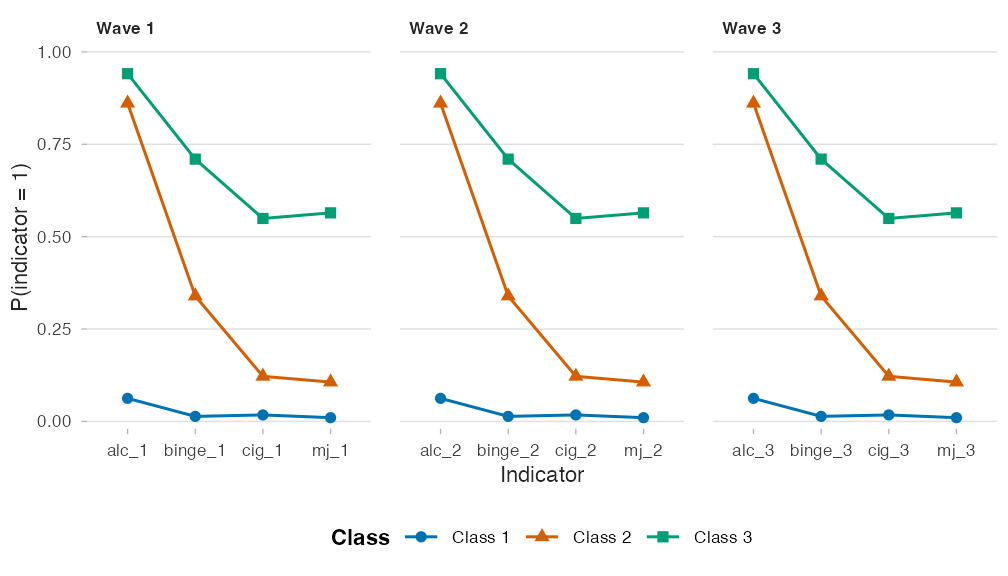 Wave 1 Wave 2 Wave 3
1.00
0.75
0.50
0.25
0.00
P(indicator = 1)
alc_1 binge_1 cig_1 mj_1 alc_2 binge_2 cig_2 mj_2 alc_3 binge_3 cig_3 mj_3
Indicator
Class Class 1 Class 2 Class 3